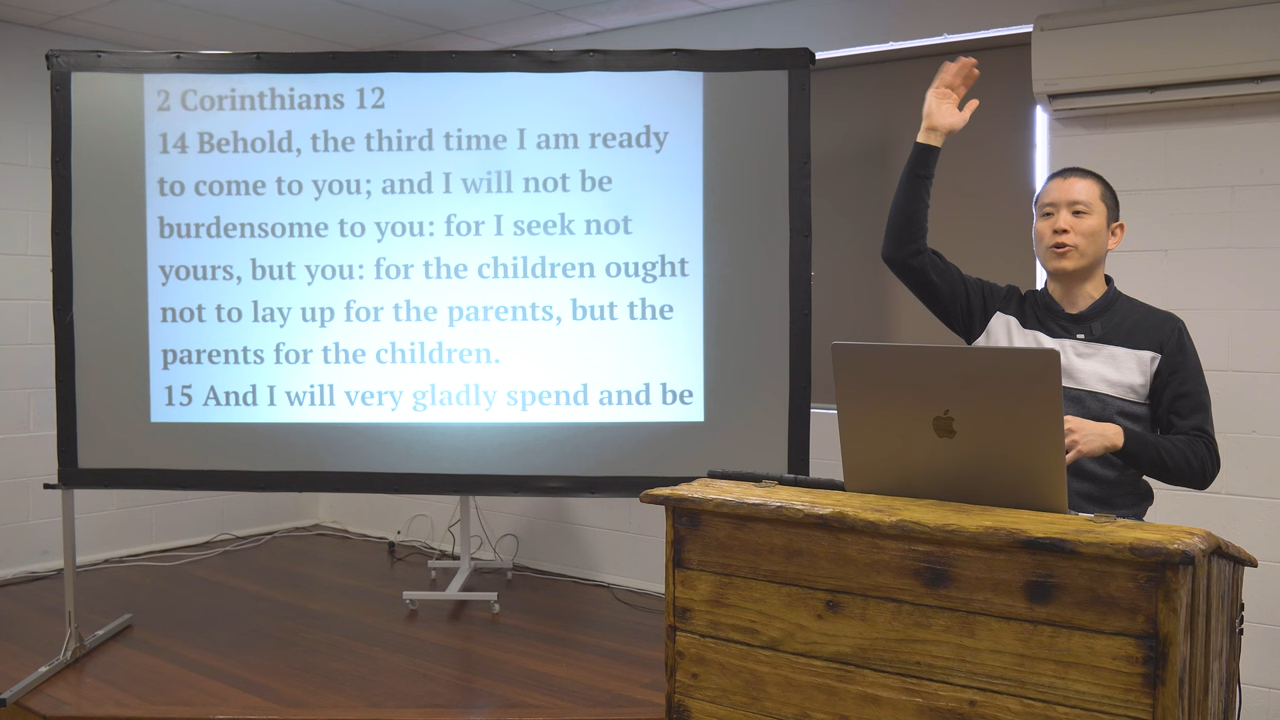 2 Corinthians 12
14 Behold, the third time I am ready
to come to you; and I will not be
burdensome to you: for I seek not
yours, but you: for the children ought
not to lay up for the parents, but the
parents for the children.
15 And I will very gladly spend and be